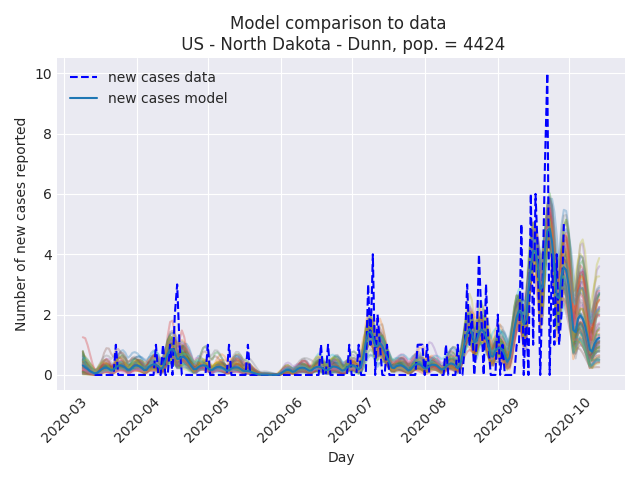 Model comparison to data
US - North Dakota - Dunn, pop. = 4424
new cases data
new cases model
Number of new cases reported
10
8
6
4
2
0
2020-03
2020-04
2020-05
2020-06
2020-07
2020-08
2020-09
2020-10
Day